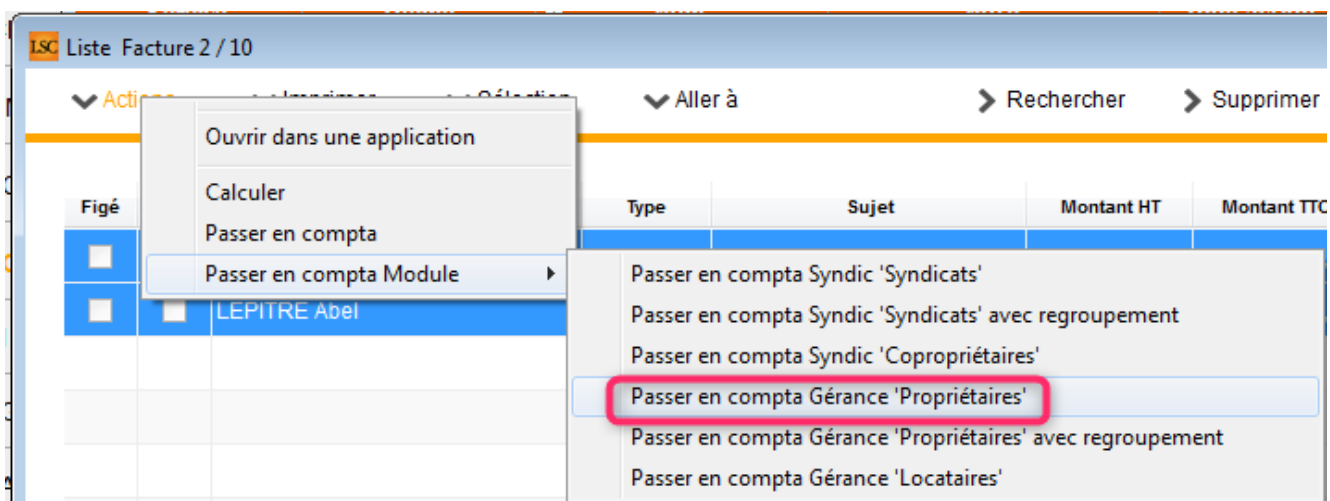 LSC Liste Facture 2 / 10
Actions Imprimer Sélection Aller à Rechercher Supprimer
Ouvrir dans une application
Calculer
Passer en compta
Passer en compta Module
Figé Type Sujet Montant HT Montant TTC
LEPITRE Abel
Passer en compta Syndic 'Syndicats'
Passer en compta Syndic 'Syndicats' avec regroupement
Passer en compta Syndic 'Copropriétaires'
Passer en compta Gérance 'Propriétaires'
Passer en compta Gérance 'Propriétaires' avec regroupement
Passer en compta Gérance 'Locataires'